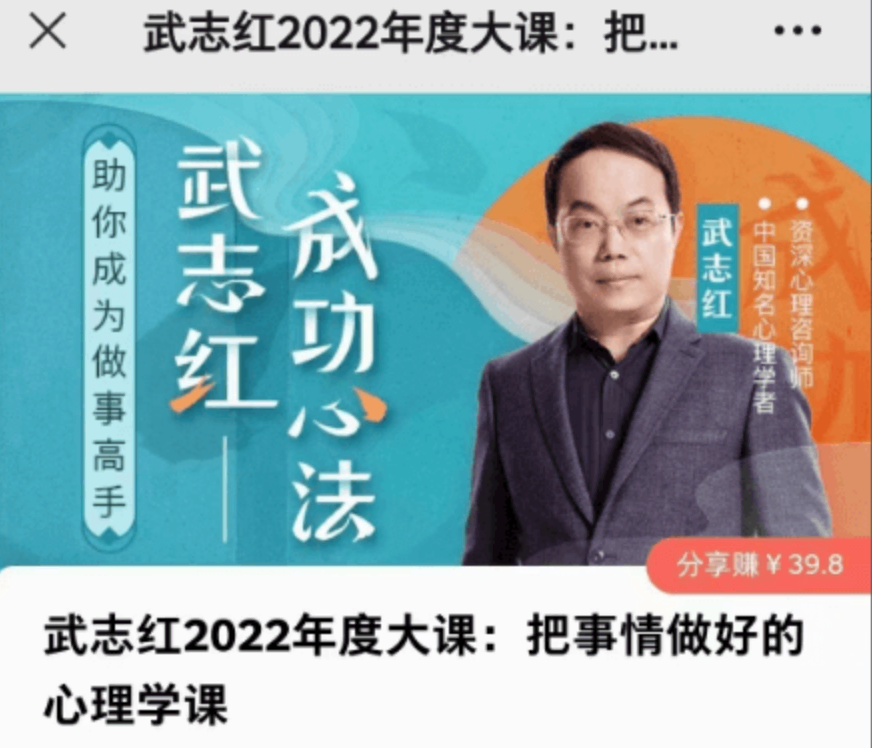 武志红2022年度大课：把...
助你成为做事高手
武志红
成功心法
武志红
中国知名心理学者
资深心理咨询师
成功
分享赚￥39.8
武志红2022年度大课：把事情做好的
心理学课